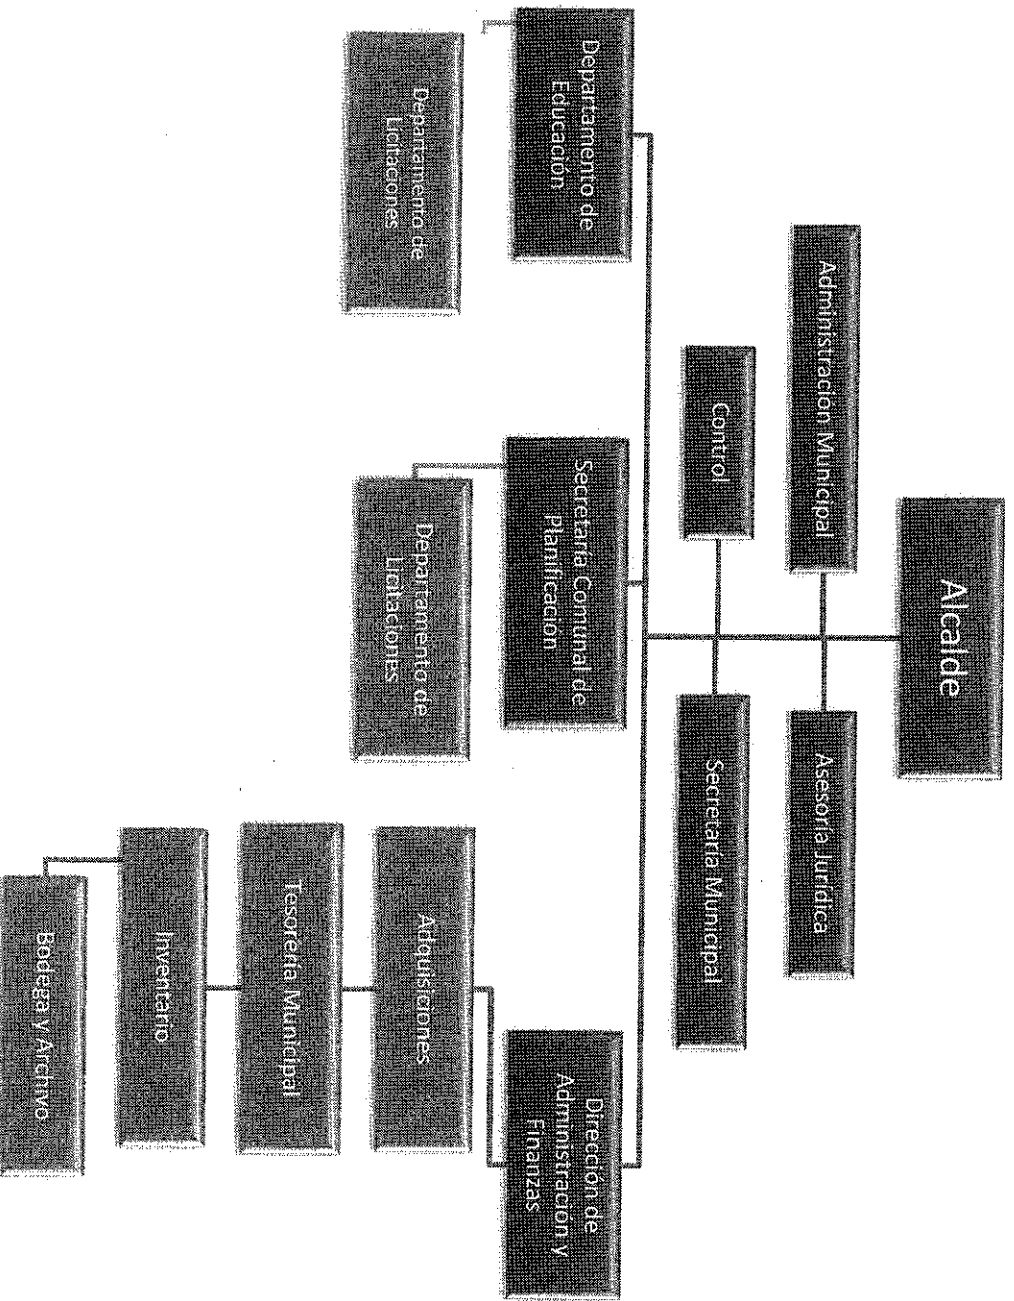 Alcalde
Administración Municipal
Asesoría Jurídica
Control
Secretaría Municipal
Departamento de
Educación
Secretaría Comunal de
Planificación
Dirección de
Administración y
Finanzas
Departamento de
Licitaciones
Departamento de
Licitaciones
Adquisiciones
Tesorería Municipal
Inventario
Bodega y Archivo